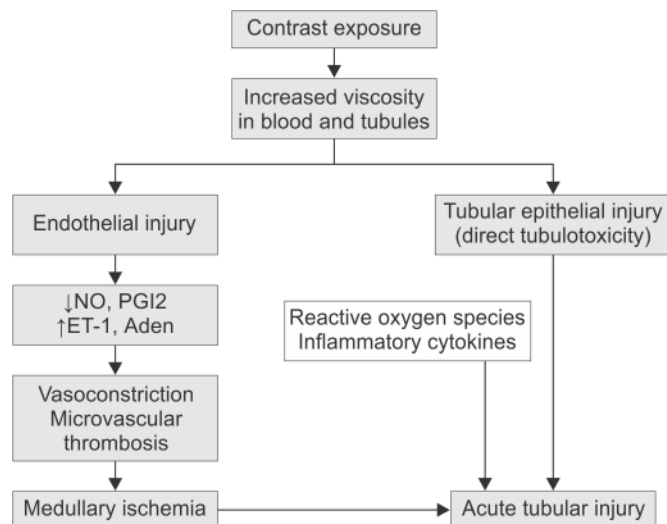 Contrast exposure
Increased viscosity
in blood and tubules
Endothelial injury
Tubular epithelial injury
(direct tubulotoxicity)
↓NO, PGI2
↑ET-1, Aden
Reactive oxygen species
Inflammatory cytokines
Vasoconstriction
Microvascular
thrombosis
Medullary ischemia
Acute tubular injury